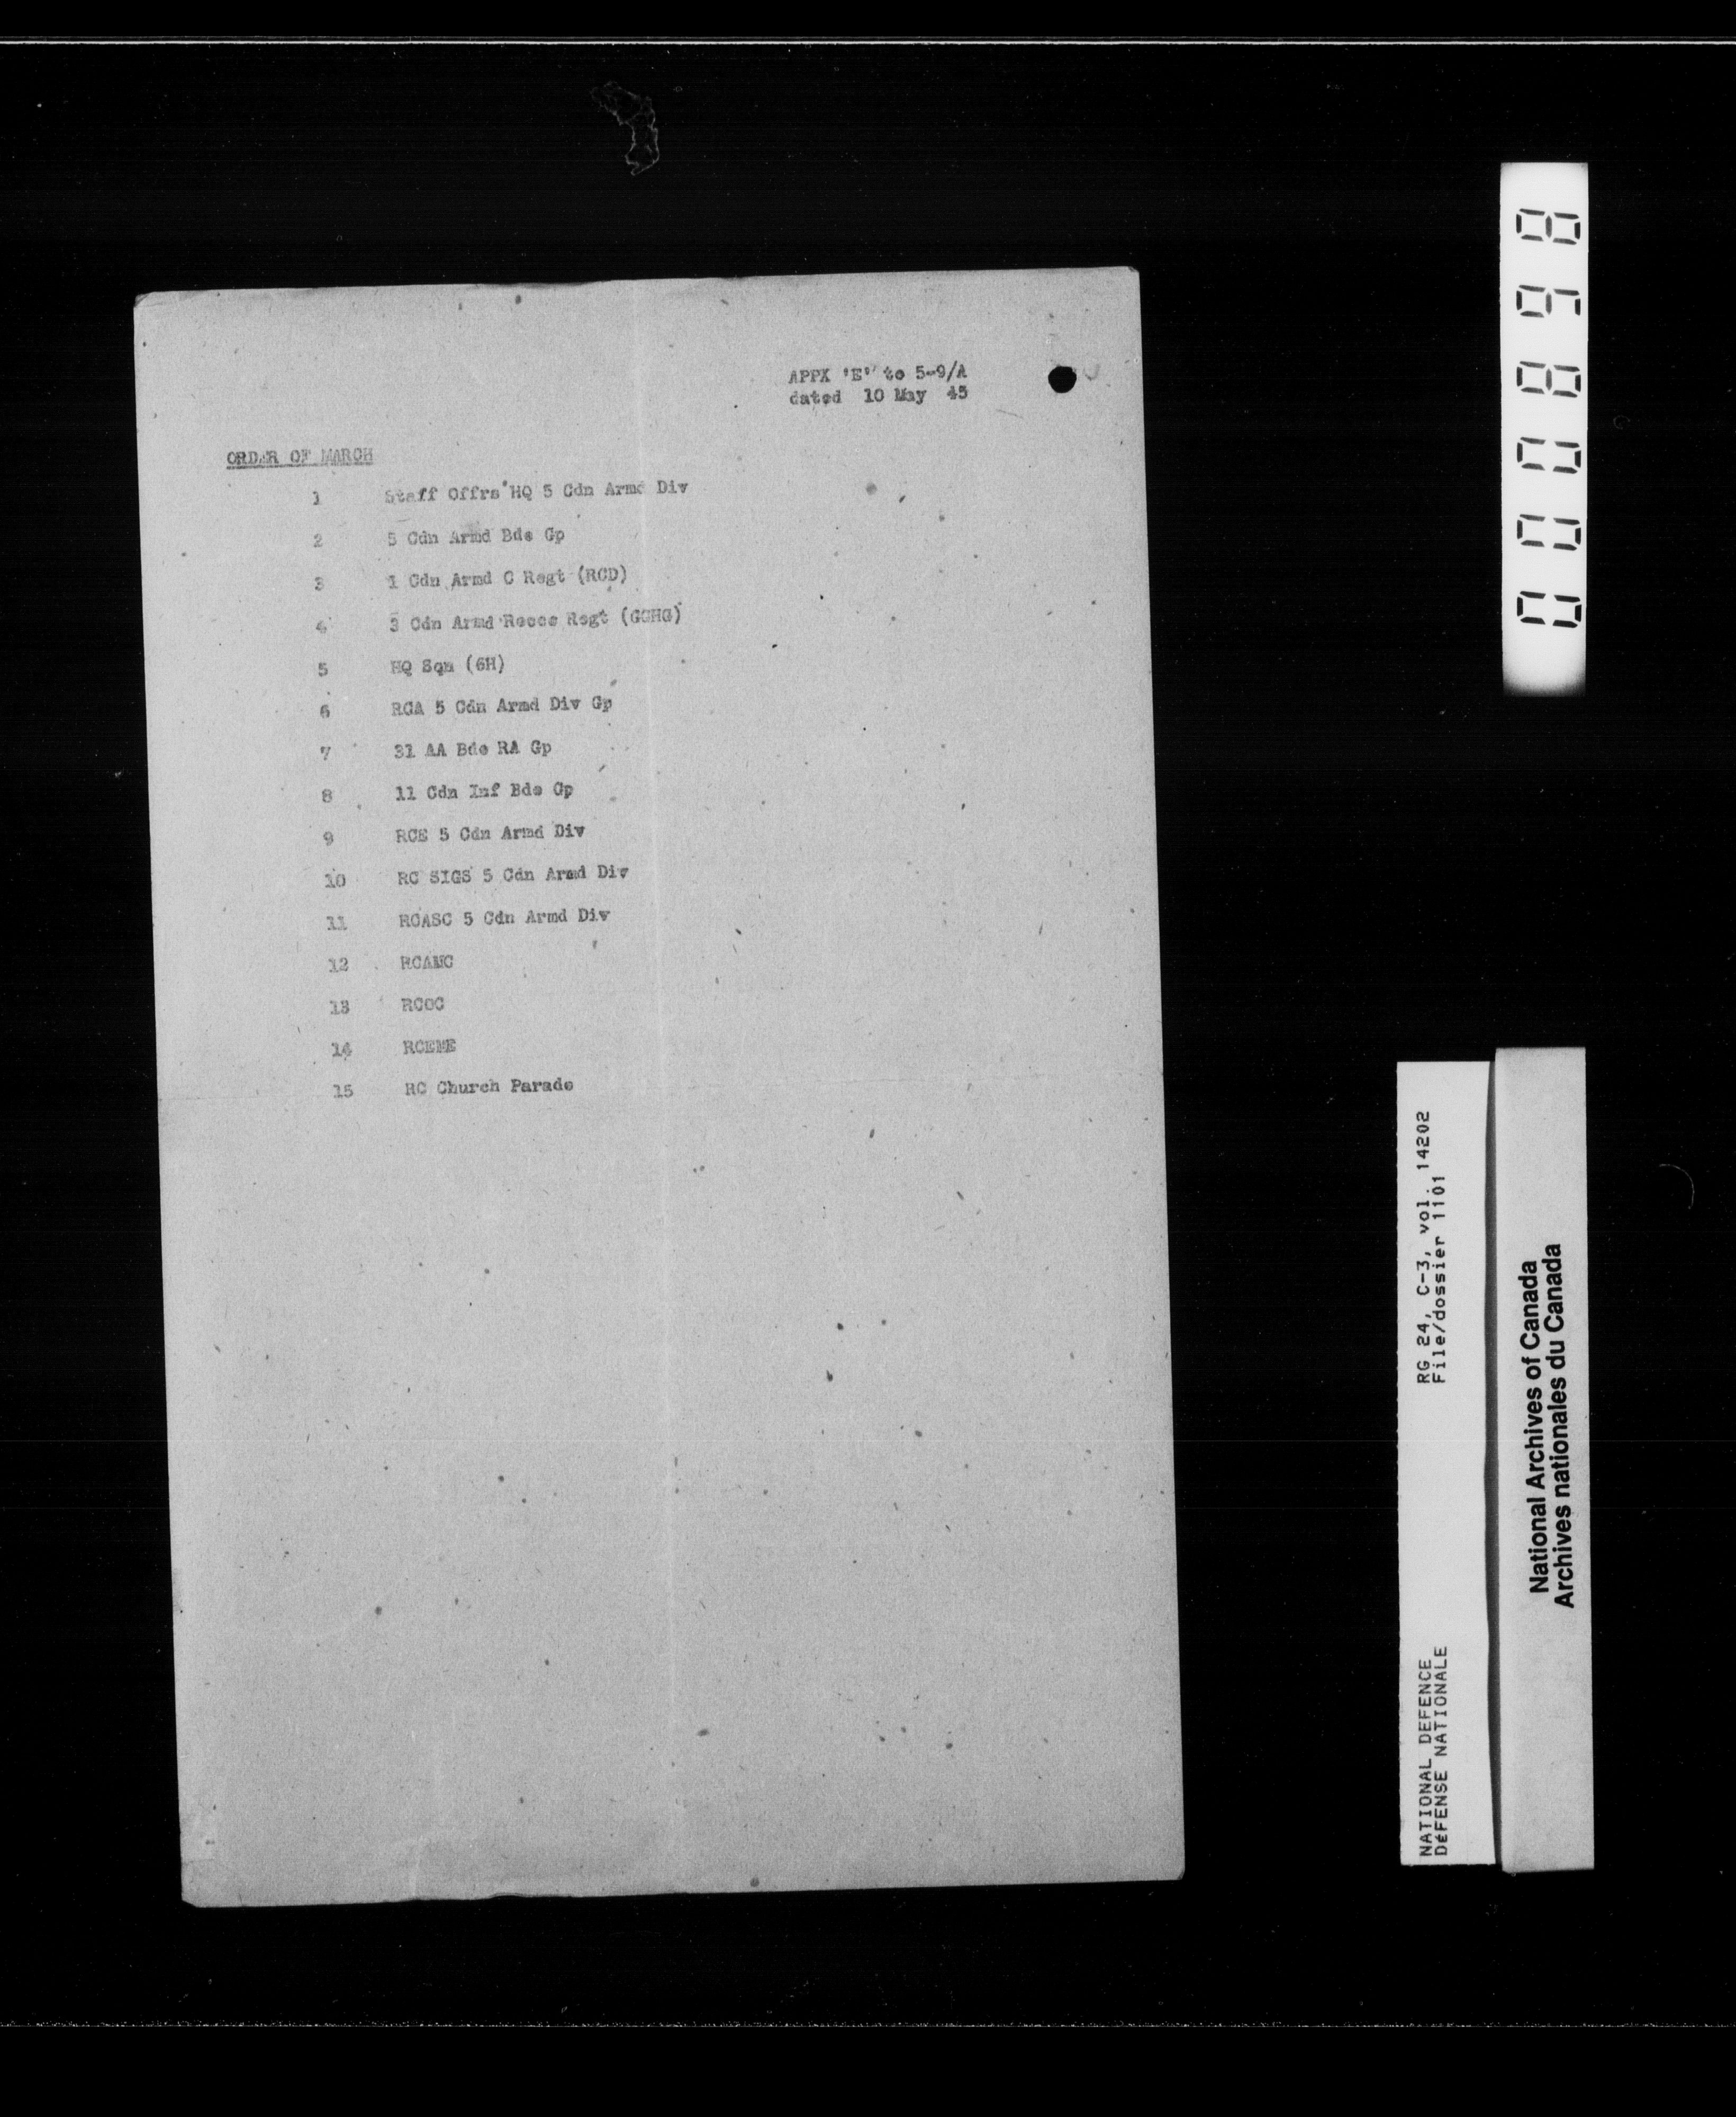 APPX 'E' to 5-9/A
dated 10 May 45
ORDER OF MARCH
1 Staff Offrs HQ 5 Cdn Armd Div
2 5 Cdn Armd Bde Gp
3 1 Cdn Armd C Regt (RCD)
4 3 Cdn Armd Recce Regt (GGHG)
5 HQ Sqn (GH)
6 RCA 5 Cdn Armd Div Gp
7 31 AA Bde RA Gp
8 11 Cdn Inf Bde Gp
9 RCE 5 Cdn Armd Div
10 RC SIGS 5 Cdn Armd Div
11 RCASC 5 Cdn Armd Div
12 RCAMC
13 RCOC
14 RCEME
15 RC Church Parade
NATIONAL DEFENCE RG 24, C-3, vol. 14202
DéFENSE NATIONALE File/dossier 1101
National Archives of Canada
Archives nationales du Canada